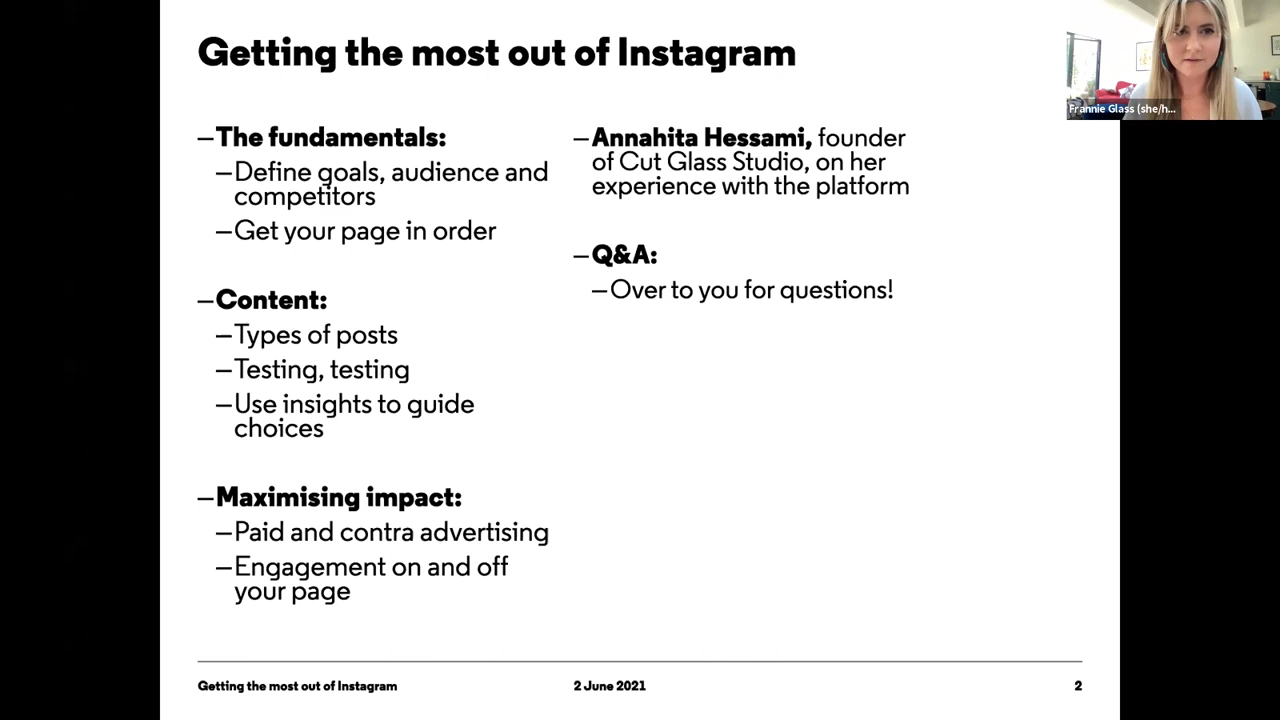 Getting the most out of Instagram
–The fundamentals:
–Define goals, audience and
competitors
–Get your page in order
–Content:
–Types of posts
–Testing, testing
–Use insights to guide
choices
–Maximising impact:
–Paid and contra advertising
–Engagement on and off
your page
–Annahita Hessami, founder
of Cut Glass Studio, on her
experience with the platform
–Q&A:
–Over to you for questions!
Frannie Glass (she/h...
Getting the most out of Instagram
2 June 2021
2